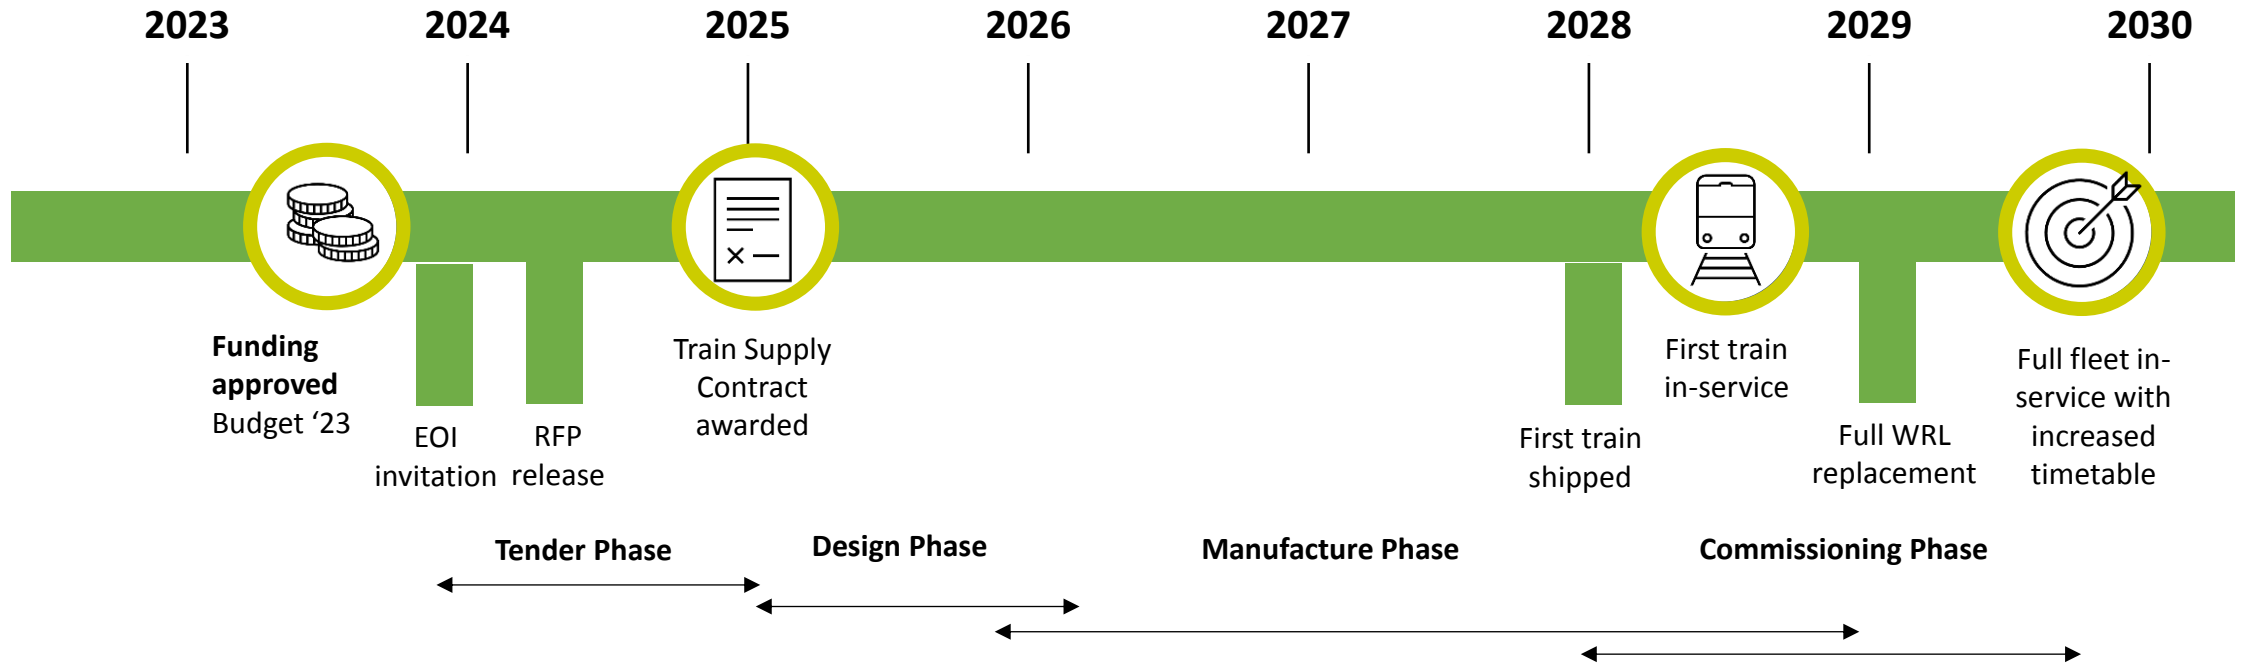 2023 2024 2025 2026 2027 2028 2029 2030
Funding
approved
Budget ‘23
EOI
invitation
RFP
release
Train Supply
Contract
awarded
First train
shipped
First train
in-service
Full WRL
replacement
Full fleet in-
service with
increased
timetable
Tender Phase
Design Phase
Manufacture Phase
Commissioning Phase